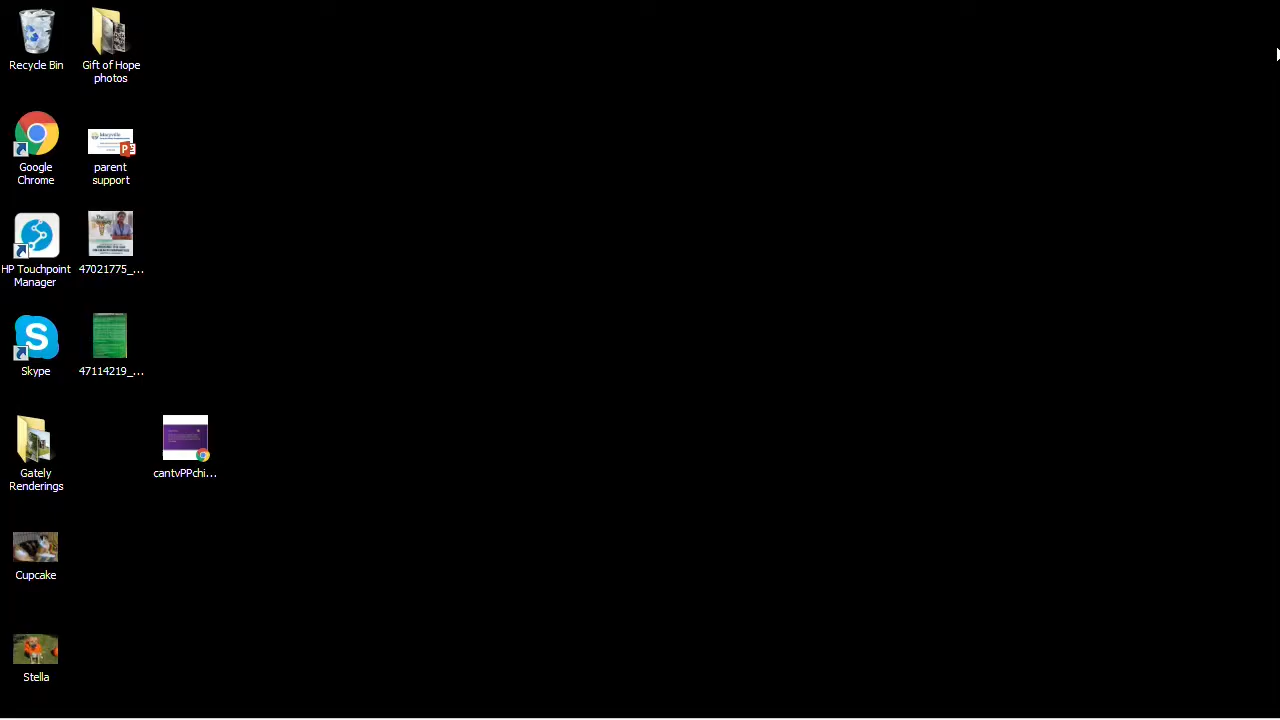 Recycle Bin
Gift of Hope
photos
Google
Chrome
parent
support
HP Touchpoint
Manager
47021775_...
Skype
47114219_...
Gately
Renderings
cantvPPchi...
Cupcake
Stella